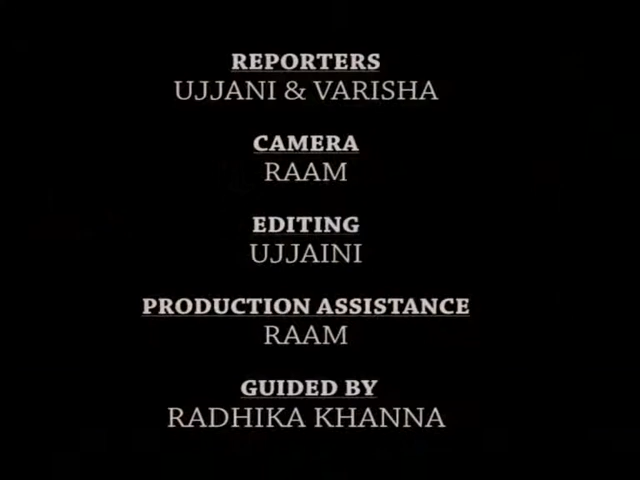 REPORTERS
UJJANI & VARISHA
CAMERA
RAAM
EDITING
UJJAINI
PRODUCTION ASSISTANCE
RAAM
GUIDED BY
RADHIKA KHANNA